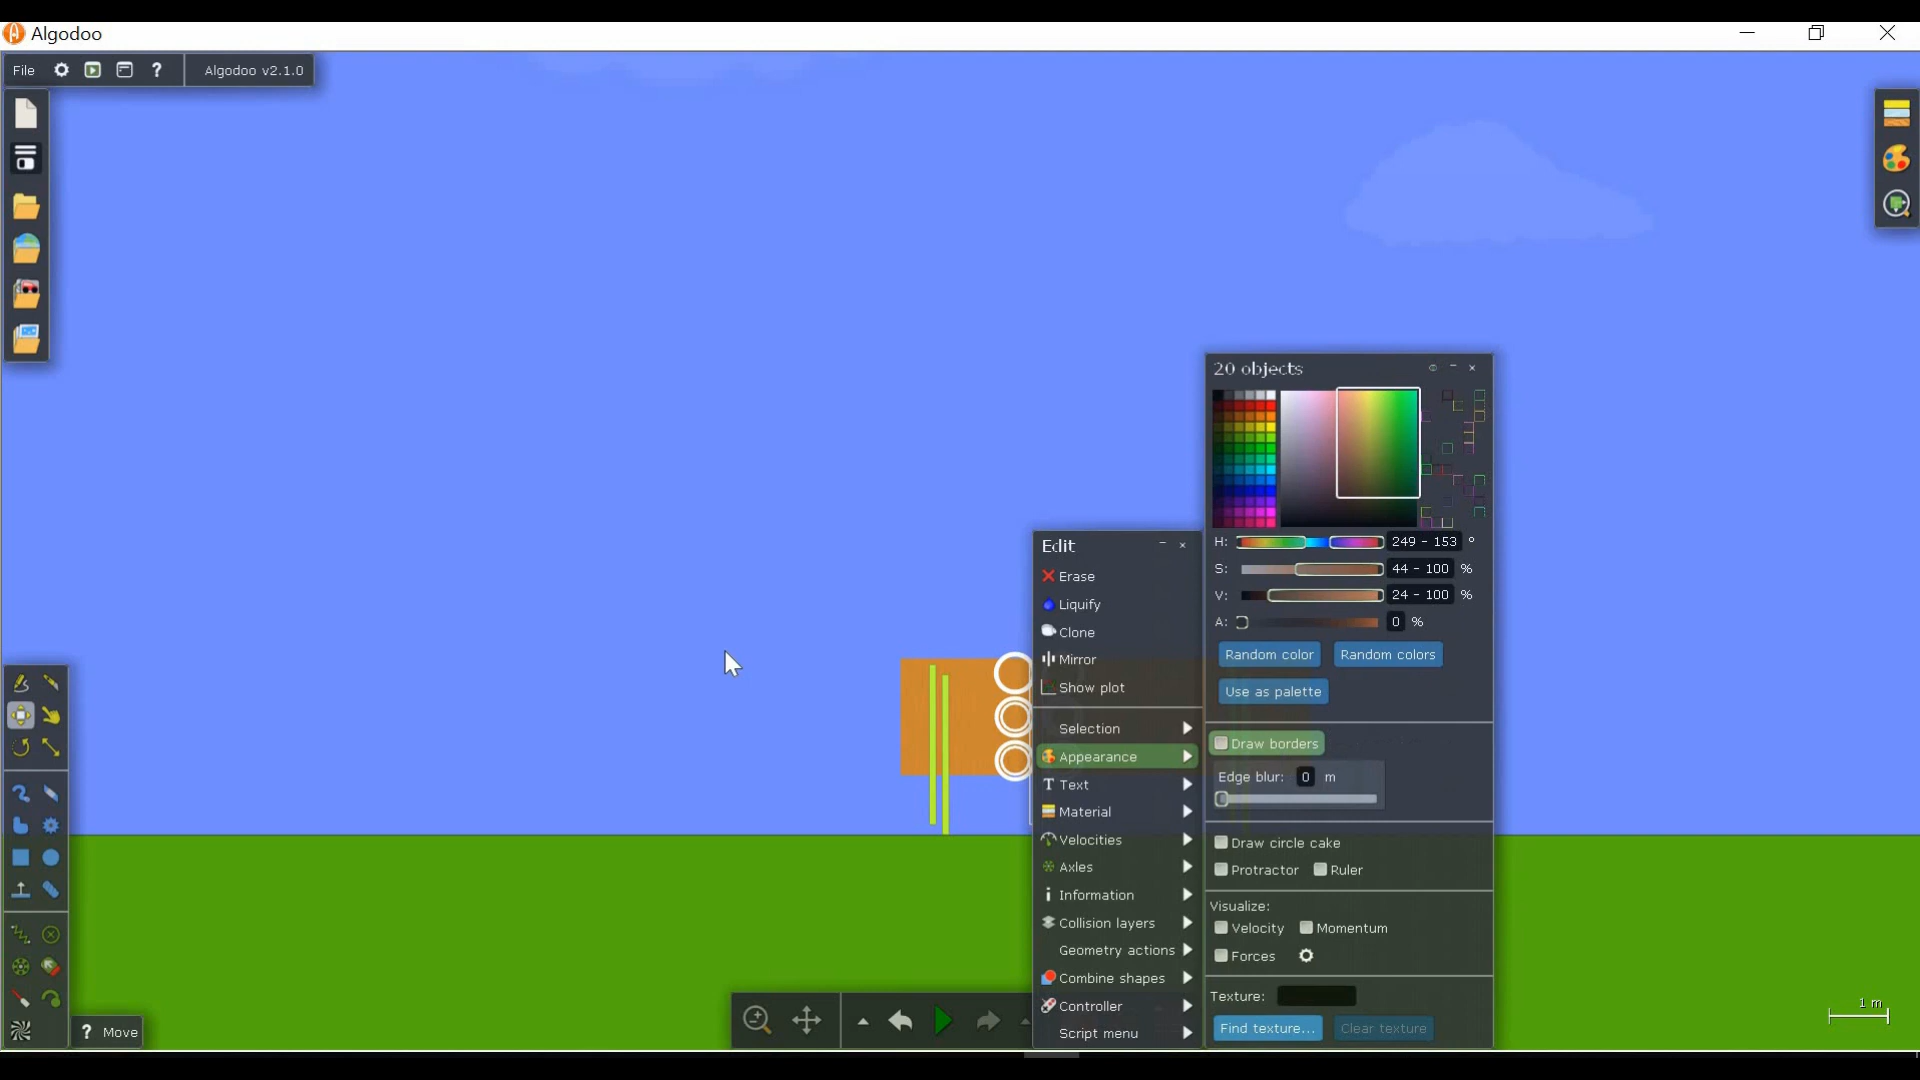 Algodoo
File ? Algodoo v2.1.0
20 objects
H: 249 - 153 °
S: 44 - 100 %
V: 24 - 100 %
A: 0 %
Random color Random colors
Use as palette
Draw borders
Edge blur: 0 m
Draw circle cake
Protractor Ruler
Visualize:
Velocity Momentum
Forces
Texture:
Find texture... Clear texture
Edit
Erase
Liquify
Clone
Mirror
Show plot
Selection
Appearance
Text
Material
Velocities
Axles
Information
Collision layers
Geometry actions
Combine shapes
Controller
Script menu
? Move
1 m